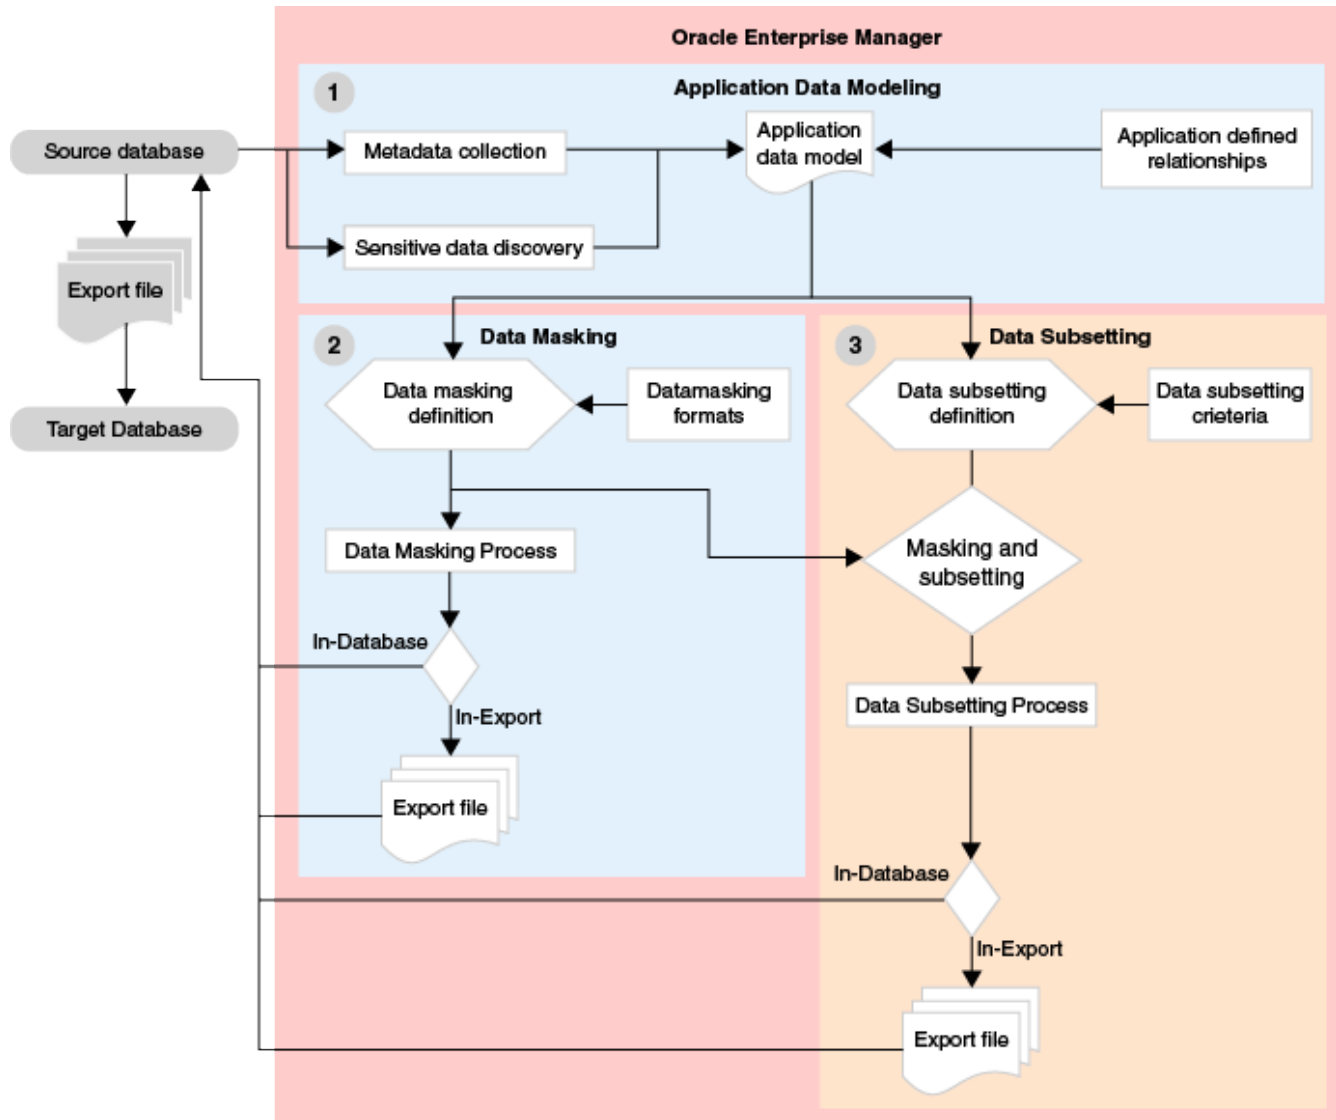 Oracle Enterprise Manager
1
Application Data Modeling
Source database
Metadata collection
Application
data model
Application defined
relationships
Sensitive data discovery
Export file
Target Database
2
Data Masking
Data masking
definition
Datamasking
formats
Data Masking Process
In-Database
In-Export
Export file
3
Data Subsetting
Data subsetting
definition
Data subsetting
crieteria
Masking and
subsetting
Data Subsetting Process
In-Database
In-Export
Export file